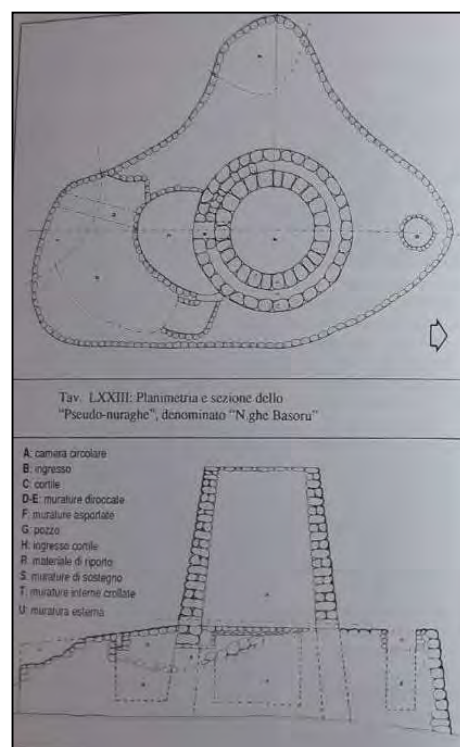 Tav. LXXIII: Planimetria e sezione dello
"Pseudo-nuraghe", denominato "N.ghe Basoru"
A: camera circolare
B: ingresso
C: cortile
D-E: murature diroccate
F: murature asportate
G: pozzo
H: ingresso cortile
R: materiale di riporto
S: murature di sostegno
T: murature interne crollate
U: muratura esterna